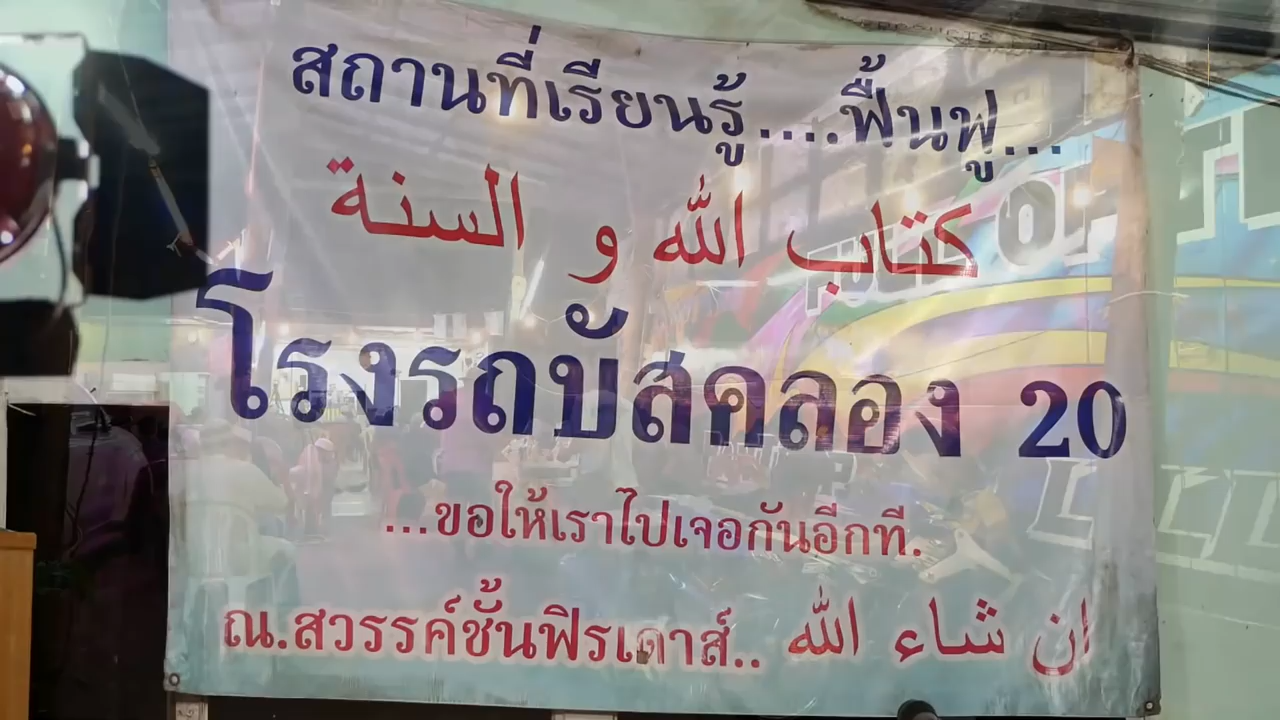 สถานที่เรียนรู้....ฟื้นฟู...
كتاب الله و السنة
โรงรถบัสคลอง 20
...ขอให้เราไปเจอกันอีกที.
ณ.สวรรค์ชั้นฟิรเดาส์.. ان شاء الله